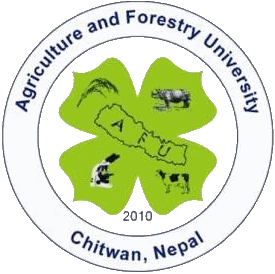 Agriculture and Forestry University
AFU
2010
Chitwan, Nepal